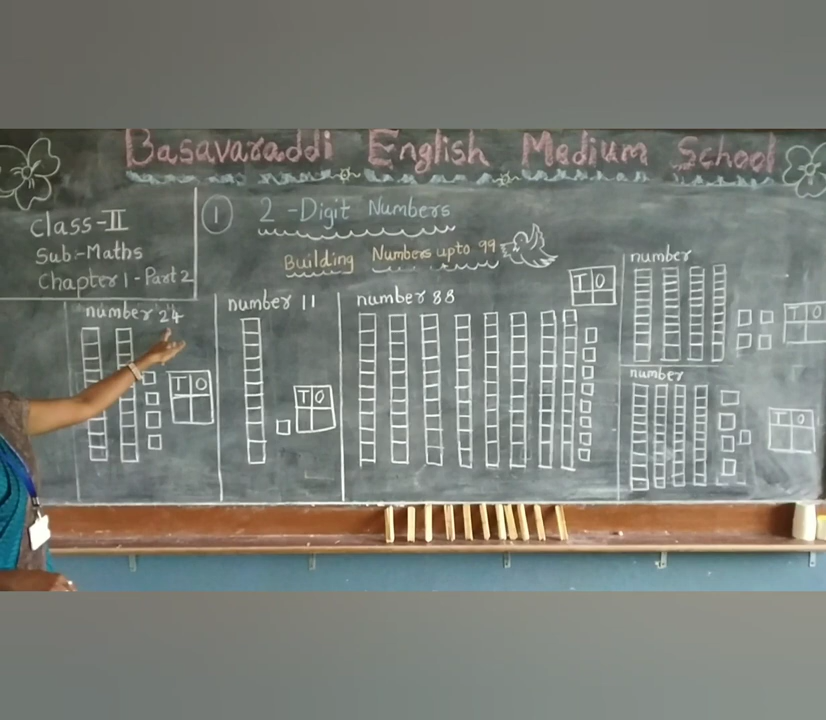 Basavaraddi English Medium School
Class-II
Sub:-Maths
Chapter 1 - Part 2
1 2-Digit Numbers
Building Numbers upto 99
number 24
T O
number 11
T O
number 88
T O
number
T O
number
T O